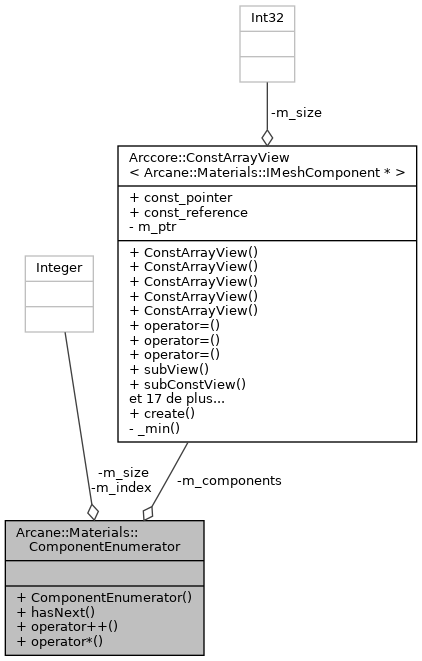 Int32
-m_size
Arccore::ConstArrayView
< Arcane::Materials::IMeshComponent * >
+ const_pointer
+ const_reference
- m_ptr
+ ConstArrayView()
+ ConstArrayView()
+ ConstArrayView()
+ ConstArrayView()
+ ConstArrayView()
+ operator=()
+ operator=()
+ operator=()
+ subView()
+ subConstView()
et 17 de plus...
+ create()
- _min()
Integer
-m_size
-m_index
-m_components
Arcane::Materials::
ComponentEnumerator
+ ComponentEnumerator()
+ hasNext()
+ operator++()
+ operator*()